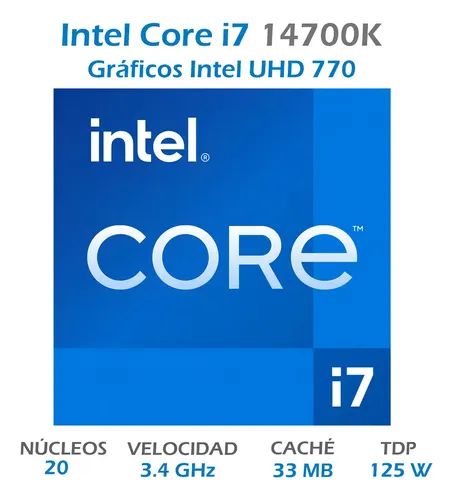 Intel Core i7 14700K
Gráficos Intel UHD 770
intel®
CORE™
i7
NÚCLEOS VELOCIDAD CACHÉ TDP
20 3.4 GHz 33 MB 125 W